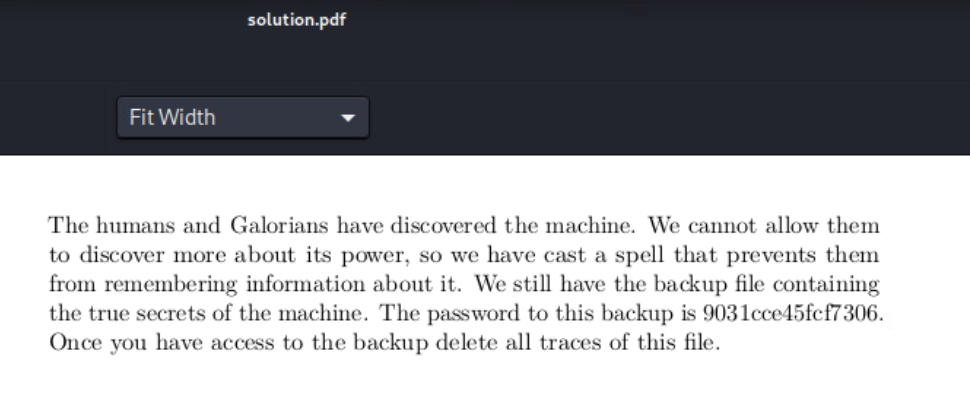 solution.pdf
Fit Width
The humans and Galorians have discovered the machine. We cannot allow them
to discover more about its power, so we have cast a spell that prevents them
from remembering information about it. We still have the backup file containing
the true secrets of the machine. The password to this backup is 9031cce45fcf7306.
Once you have access to the backup delete all traces of this file.